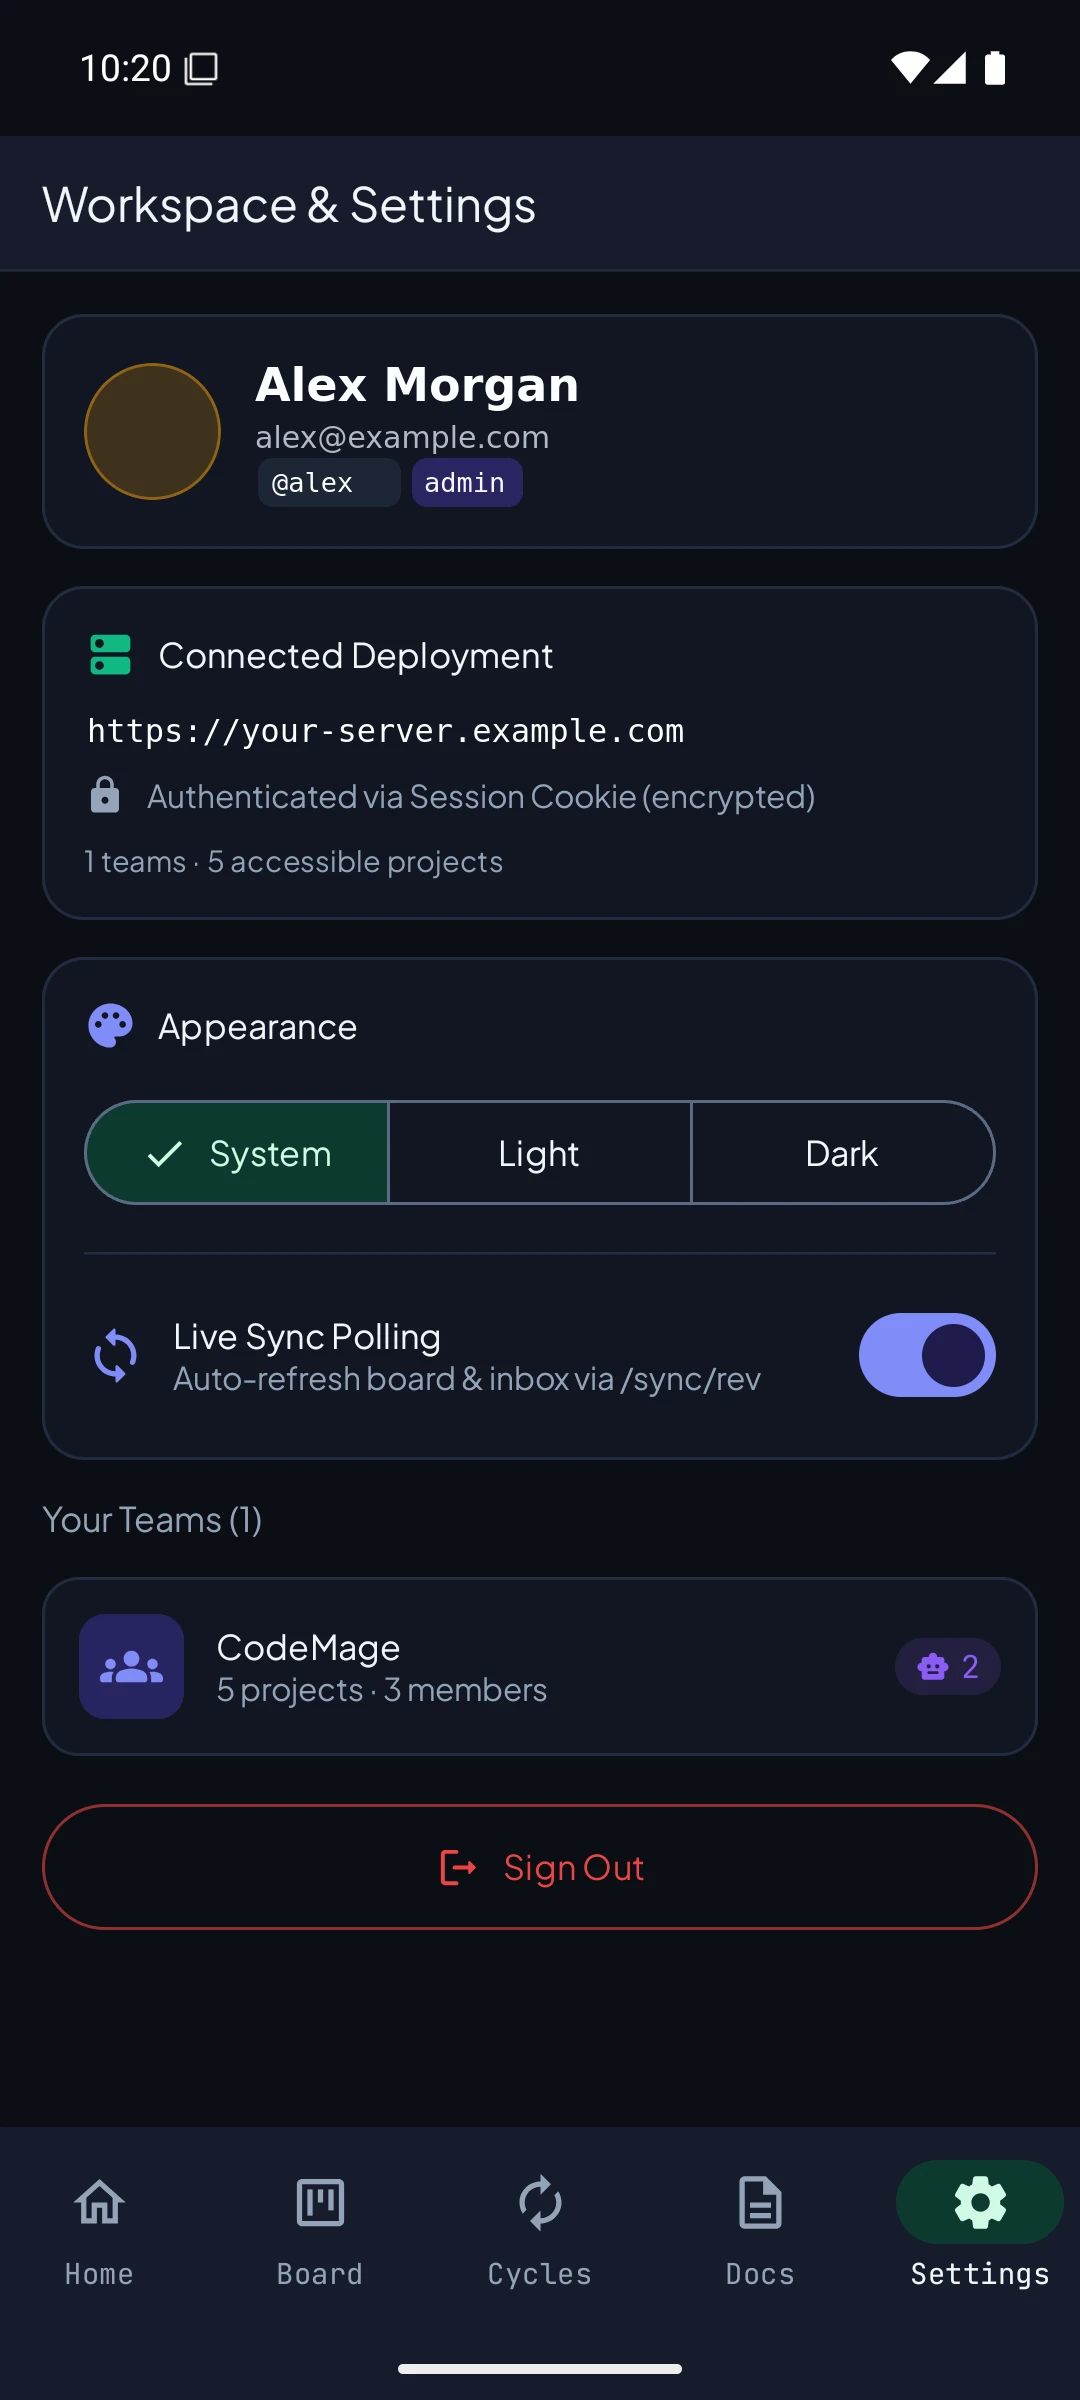 10:20
Workspace & Settings
Alex Morgan
alex@example.com
@alex admin
Connected Deployment
https://your-server.example.com
Authenticated via Session Cookie (encrypted)
1 teams · 5 accessible projects
Appearance
System Light Dark
Live Sync Polling
Auto-refresh board & inbox via /sync/rev
Your Teams (1)
CodeMage
5 projects · 3 members
2
Sign Out
Home Board Cycles Docs Settings